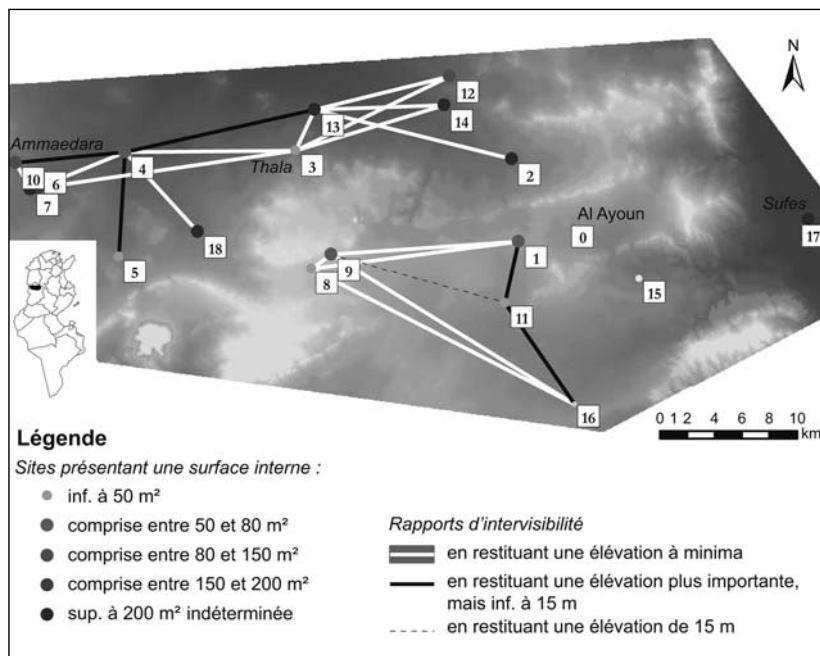 N
12
13
14
Ammaedara
4
Thala
3
2
10
6
7
Al Ayoun
Sufes
18
1
0
17
5
8
9
15
11
16
0 1 2 4 6 8 10
km
Légende
Sites présentant une surface interne :
inf. à 50 m²
comprise entre 50 et 80 m²
comprise entre 80 et 150 m²
comprise entre 150 et 200 m²
sup. à 200 m² indéterminée
Rapports d'intervisibilité
en restituant une élévation à minima
en restituant une élévation plus importante,
mais inf. à 15 m
en restituant une élévation de 15 m